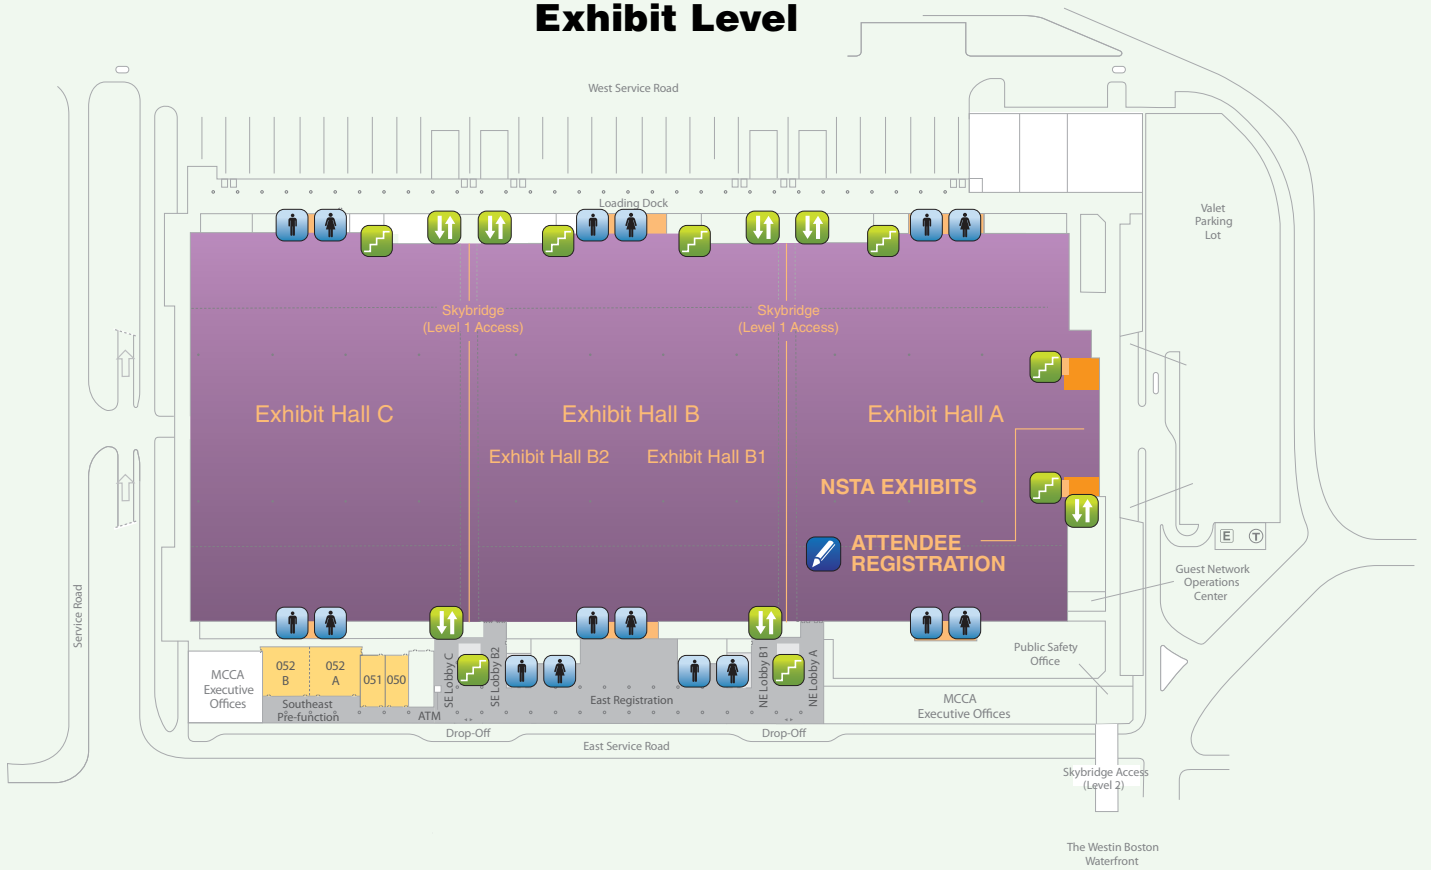 Exhibit Level
West Service Road
Loading Dock
Valet
Parking
Lot
Skybridge
(Level 1 Access)
Skybridge
(Level 1 Access)
Exhibit Hall C
Exhibit Hall B
Exhibit Hall A
Exhibit Hall B2
Exhibit Hall B1
NSTA EXHIBITS
ATTENDEE
REGISTRATION
E
T
Guest Network
Operations
Center
Service Road
Public Safety
Office
MCCA
Executive
Offices
052
B
052
A
051
050
Southeast
Pre-function
ATM
SE Lobby C
SE Lobby B2
East Registration
NE Lobby B1
NE Lobby A
MCCA
Executive Offices
Drop-Off
Drop-Off
East Service Road
Skybridge Access
(Level 2)
The Westin Boston
Waterfront